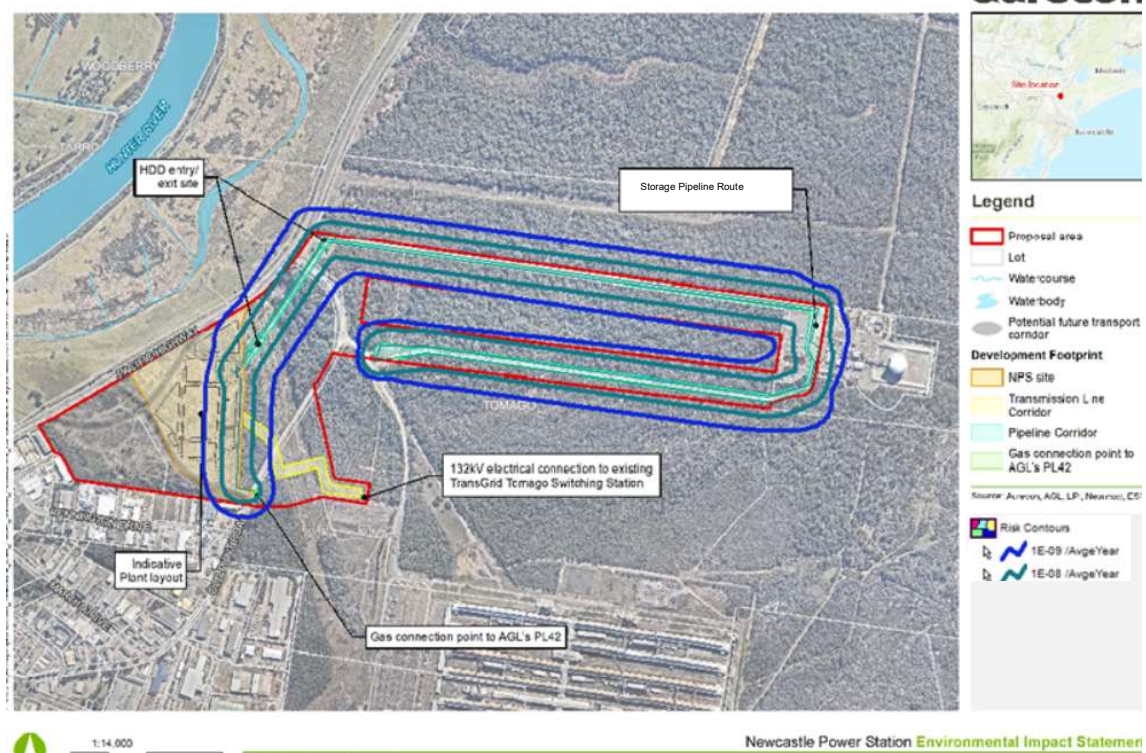 WOODBERRY
HUNTER RIVER
TARRO
HDD entry/
exit site
Storage Pipeline Route
TOMAGO
132kV electrical connection to existing
TransGrid Tomago Switching Station
Indicative
Plant layout
Gas connection point to AGL's PL42
Site location
Newcastle
Legend
Proposal area
Lot
Watercourse
Waterbody
Potential future transport
corridor
Development Footprint
NPS site
Transmission Line
Corridor
Pipeline Corridor
Gas connection point to
AGL's PL42
Risk Contours
1E-09 /AvgeYear
1E-08 /AvgeYear
1:14,000
Newcastle Power Station Environmental Impact Statement